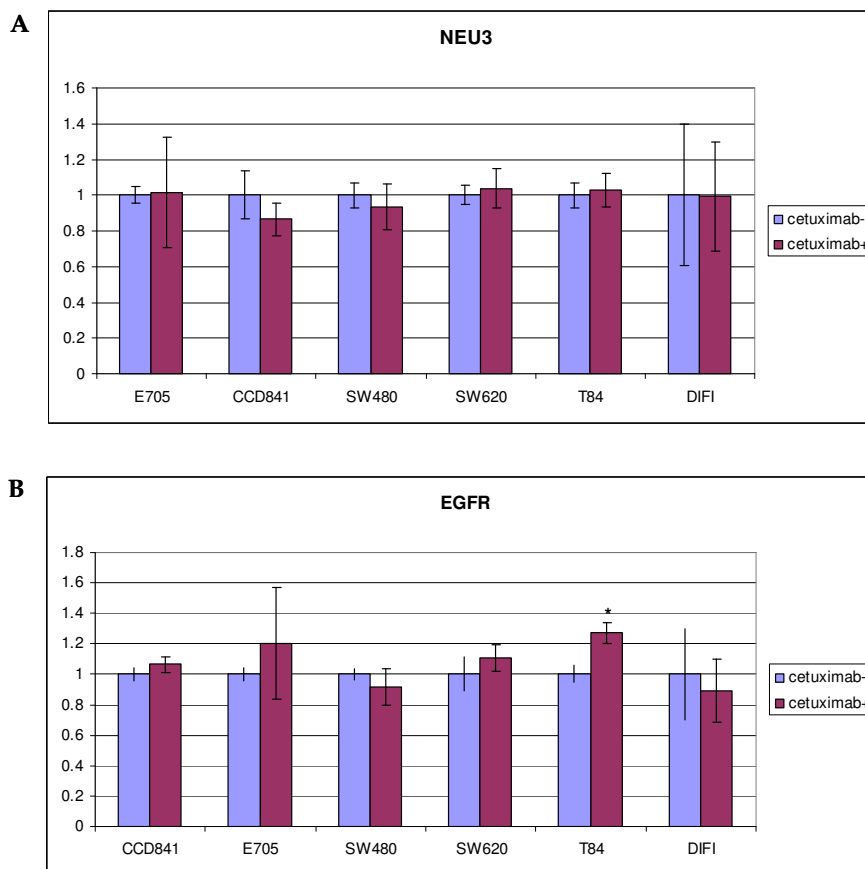 A
NEU3
1.6
1.4
1.2
1
0.8
0.6
0.4
0.2
0
E705 CCD841 SW480 SW620 T84 DIFI
cetuximab-
cetuximab+
B
EGFR
1.8
1.6
1.4
1.2
1
0.8
0.6
0.4
0.2
0
*
CCD841 E705 SW480 SW620 T84 DIFI
cetuximab-
cetuximab+